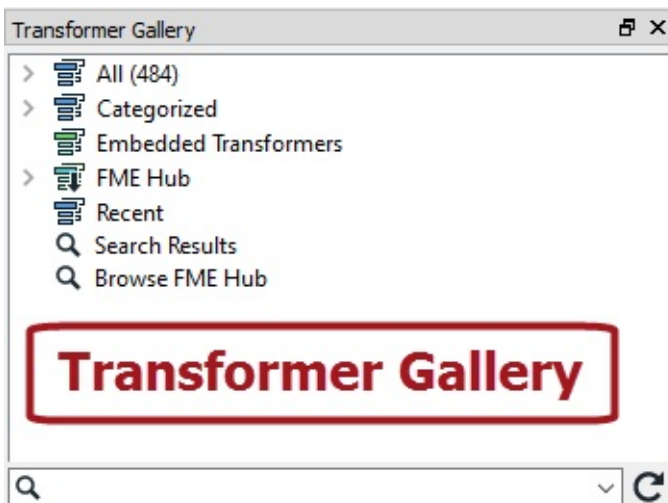 Transformer Gallery
All (484)
Categorized
Embedded Transformers
FME Hub
Recent
Search Results
Browse FME Hub
Transformer Gallery